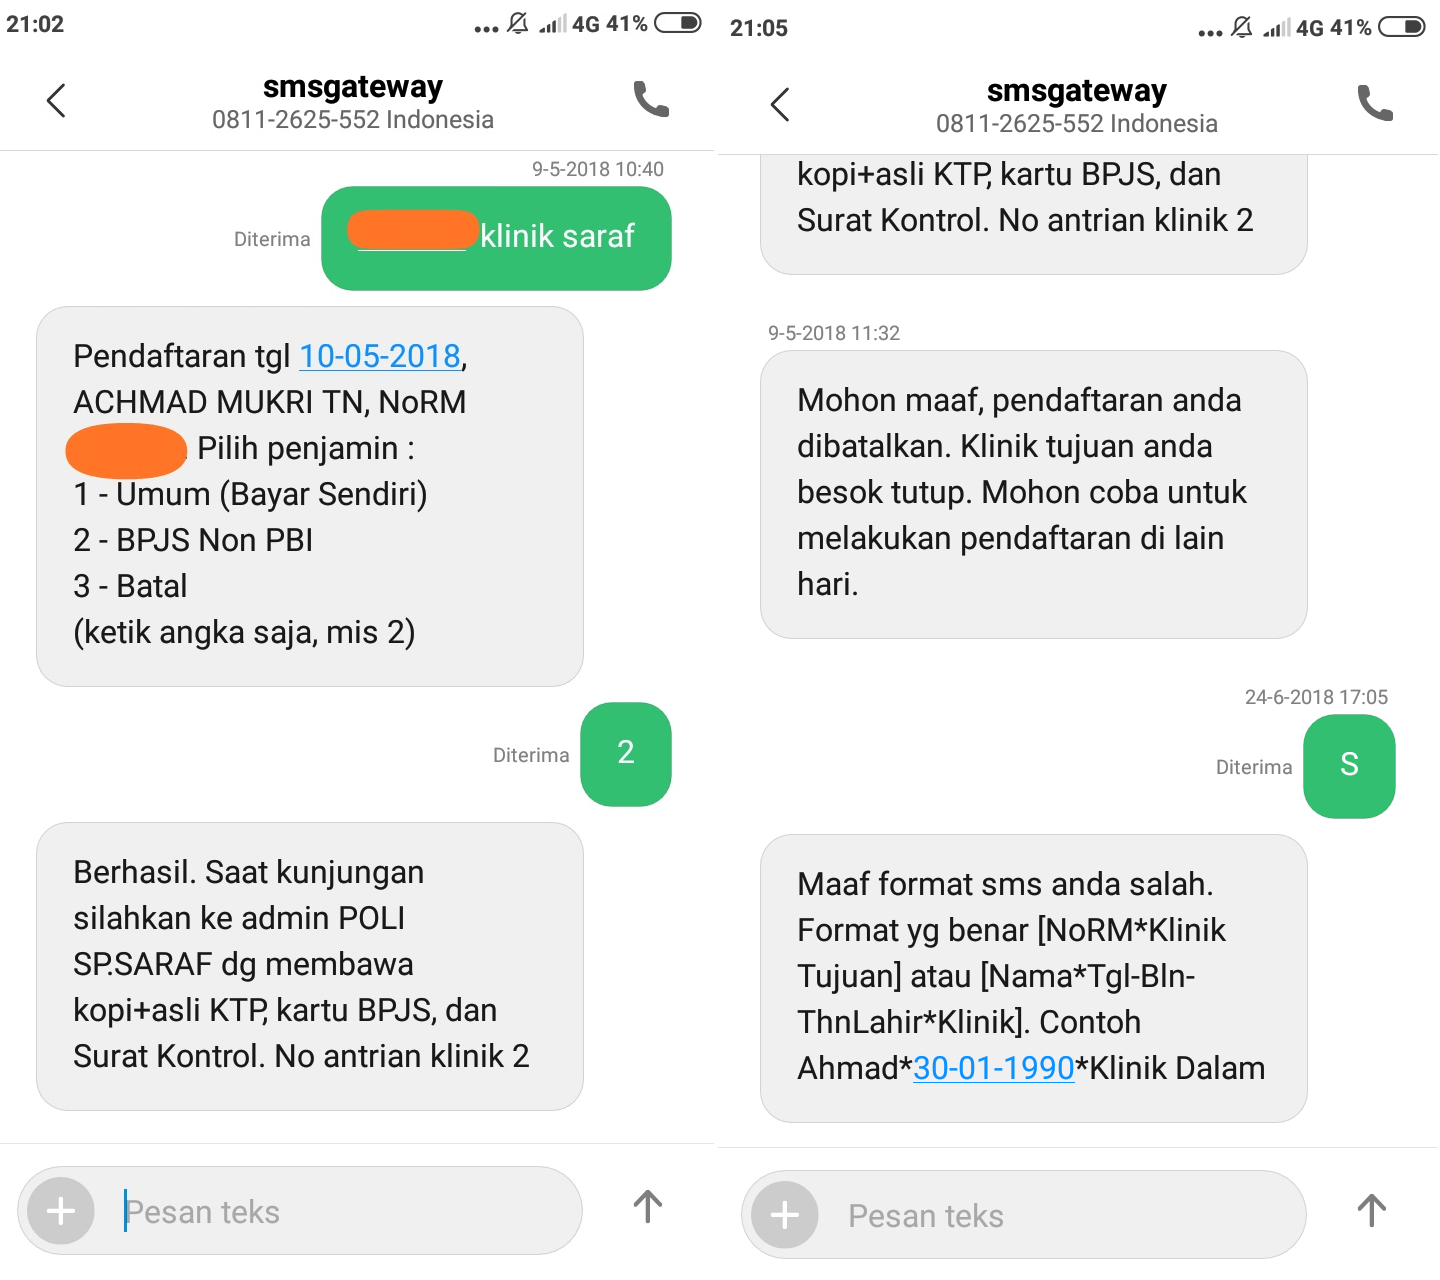 21:02
... 4G 41%
smsgateway
0811-2625-552 Indonesia
9-5-2018 10:40
Diterima
klinik saraf
Pendaftaran tgl 10-05-2018,
ACHMAD MUKRI TN, NoRM
Pilih penjamin :
1 - Umum (Bayar Sendiri)
2 - BPJS Non PBI
3 - Batal
(ketik angka saja, mis 2)
Diterima
2
Berhasil. Saat kunjungan
silahkan ke admin POLI
SP.SARAF dg membawa
kopi+asli KTP, kartu BPJS, dan
Surat Kontrol. No antrian klinik 2
Pesan teks
21:05
... 4G 41%
smsgateway
0811-2625-552 Indonesia
kopi+asli KTP, kartu BPJS, dan
Surat Kontrol. No antrian klinik 2
9-5-2018 11:32
Mohon maaf, pendaftaran anda
dibatalkan. Klinik tujuan anda
besok tutup. Mohon coba untuk
melakukan pendaftaran di lain
hari.
24-6-2018 17:05
Diterima
S
Maaf format sms anda salah.
Format yg benar [NoRM*Klinik
Tujuan] atau [Nama*Tgl-Bln-
ThnLahir*Klinik]. Contoh
Ahmad*30-01-1990*Klinik Dalam
Pesan teks